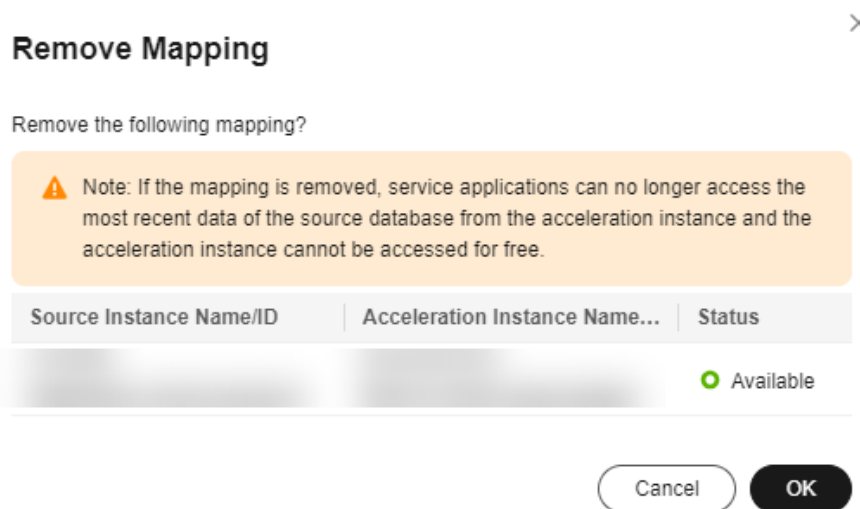 Remove Mapping
Remove the following mapping?
Note: If the mapping is removed, service applications can no longer access the
most recent data of the source database from the acceleration instance and the
acceleration instance cannot be accessed for free.
Source Instance Name/ID Acceleration Instance Name... Status
Available
Cancel OK